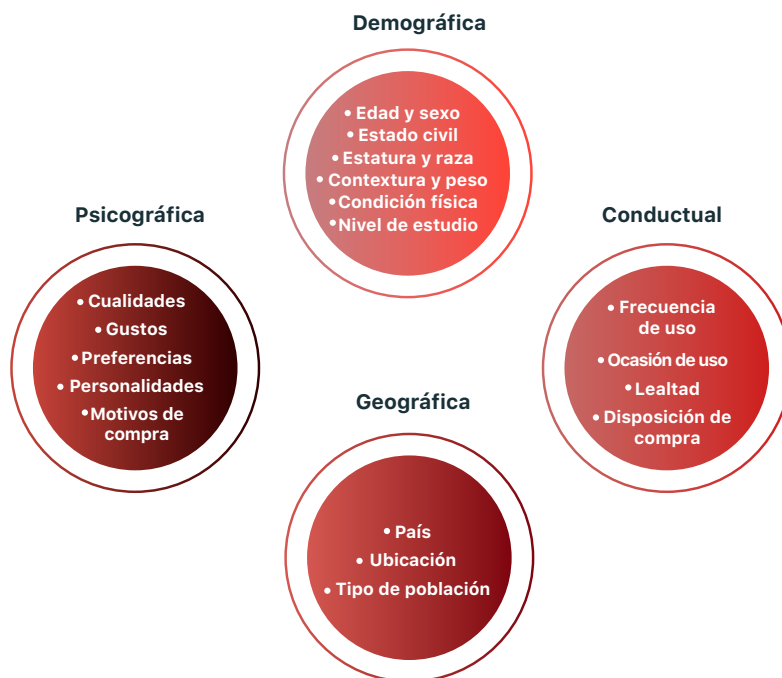 Demográfica
• Edad y sexo
• Estado civil
• Estatura y raza
• Contextura y peso
• Condición física
• Nivel de estudio
Psicográfica
• Cualidades
• Gustos
• Preferencias
• Personalidades
• Motivos de
compra
Conductual
• Frecuencia
de uso
• Ocasión de uso
• Lealtad
• Disposición de
compra
Geográfica
• País
• Ubicación
• Tipo de población